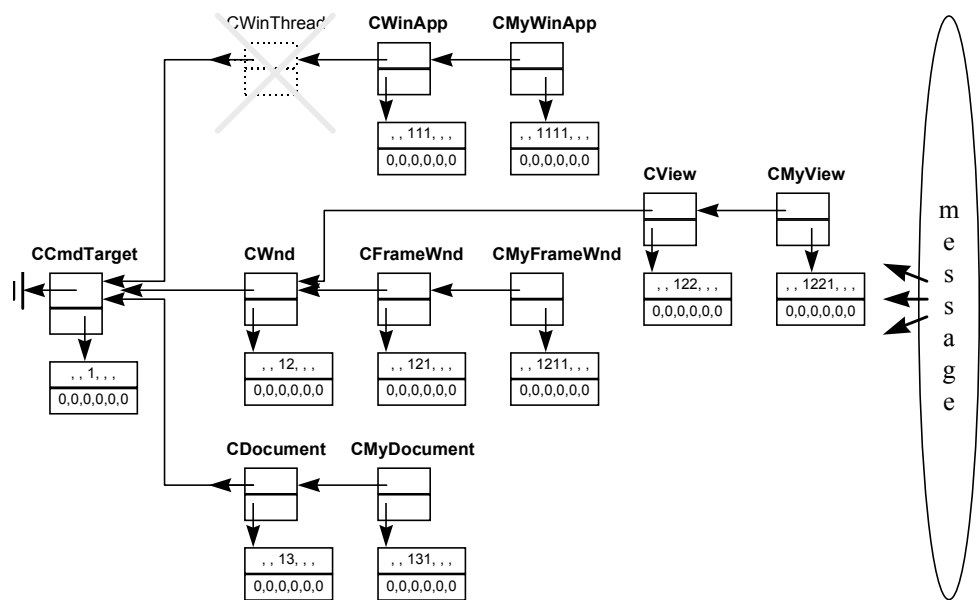 CWinThread CWinApp CMyWinApp
, , 111, , , , , 1111, , ,
0,0,0,0,0,0 0,0,0,0,0,0
CView CMyView
CCmdTarget CWnd CFrameWnd CMyFrameWnd
, , 122, , , , , 1221, , ,
0,0,0,0,0,0 0,0,0,0,0,0
, , 1, , , , , 12, , , , , 121, , , , , 1211, , ,
0,0,0,0,0,0 0,0,0,0,0,0 0,0,0,0,0,0 0,0,0,0,0,0
CDocument CMyDocument
, , 13, , , , , 131, , ,
0,0,0,0,0,0 0,0,0,0,0,0
message